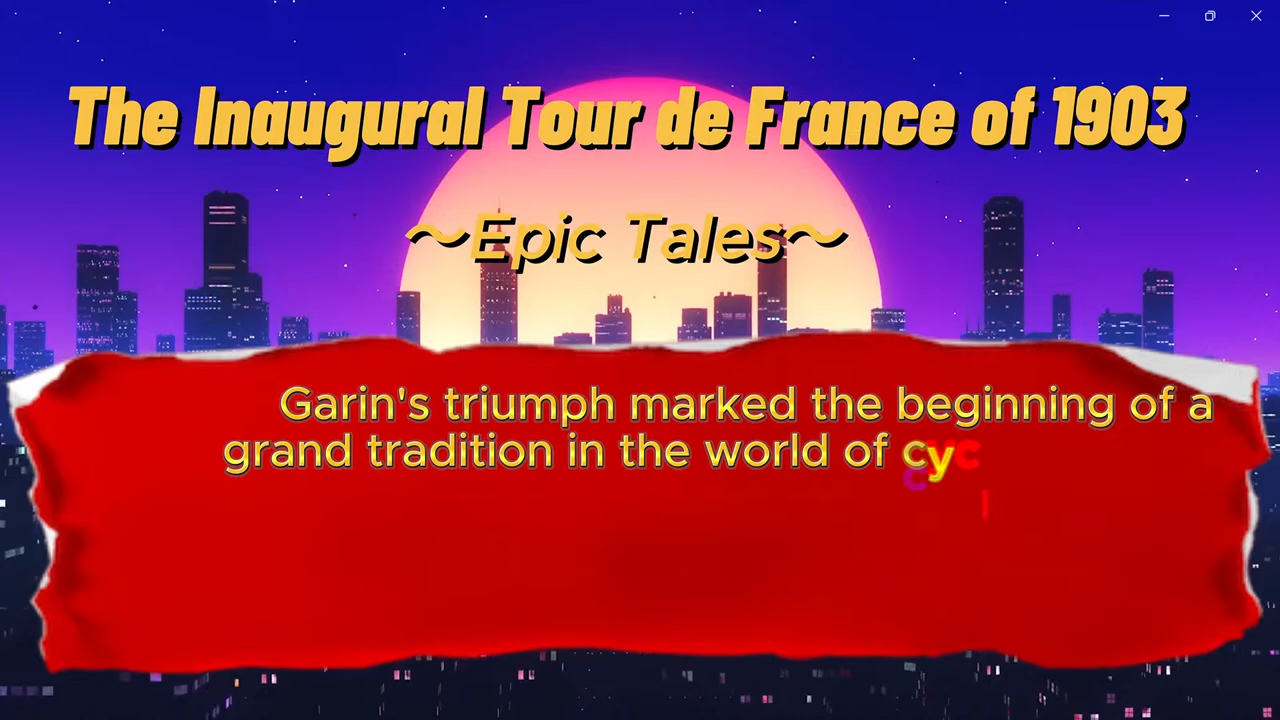 The Inaugural Tour de France of 1903
~Epic Tales~
Garin's triumph marked the beginning of a
grand tradition in the world of cyc